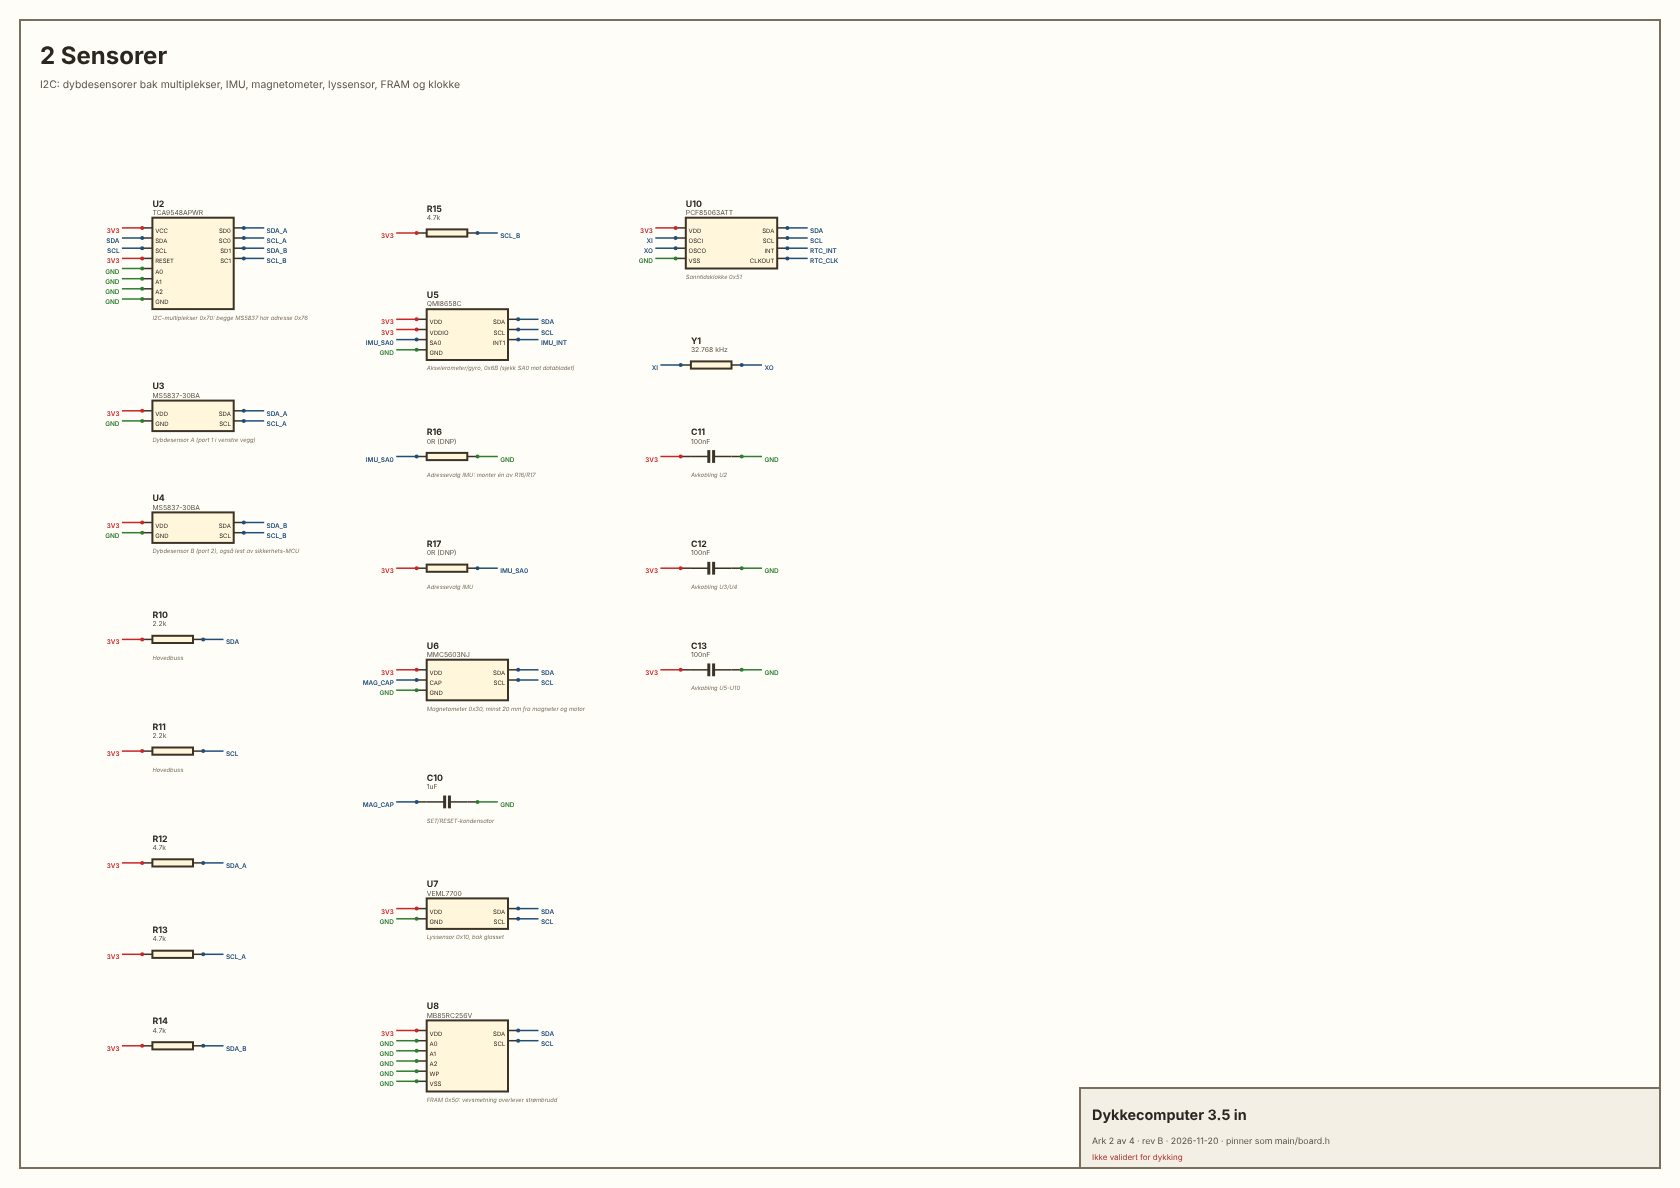 2 Sensorer
I2C: dybdesensorer bak multiplekser, IMU, magnetometer, lyssensor, FRAM og klokke
U2
TCA9548APWR
3V3 VCC SD0 SDA_A
SDA SDA SC0 SCL_A
SCL SCL SD1 SDA_B
3V3 RESET SC1 SCL_B
GND A0
GND A1
GND A2
GND GND
I2C-multiplekser 0x70: begge MS5837 har adresse 0x76
U3
MS5837-30BA
3V3 VDD SDA SDA_A
GND GND SCL SCL_A
Dybdesensor A (port 1 i venstre vegg)
U4
MS5837-30BA
3V3 VDD SDA SDA_B
GND GND SCL SCL_B
Dybdesensor B (port 2), også lest av sikkerhets-MCU
R10
2.2k
3V3 SDA
Hovedbuss
R11
2.2k
3V3 SCL
Hovedbuss
R12
4.7k
3V3 SDA_A
R13
4.7k
3V3 SCL_A
R14
4.7k
3V3 SDA_B
R15
4.7k
3V3 SCL_B
U5
QMI8658C
3V3 VDD SDA SDA
3V3 VDDIO SCL SCL
IMU_SA0 SA0 INT1 IMU_INT
GND GND
Akselerometer/gyro, 0x6B (sjekk SA0 mot databladet)
R16
0R (DNP)
IMU_SA0 GND
Adressevalg IMU: monter én av R16/R17
R17
0R (DNP)
3V3 IMU_SA0
Adressevalg IMU
U6
MMC5603NJ
3V3 VDD SDA SDA
MAG_CAP CAP SCL SCL
GND GND
Magnetometer 0x30, minst 20 mm fra magneter og motor
C10
1uF
MAG_CAP GND
SET/RESET-kondensator
U7
VEML7700
3V3 VDD SDA SDA
GND GND SCL SCL
Lyssensor 0x10, bak glasset
U8
MB85RC256V
3V3 VDD SDA SDA
GND A0 SCL SCL
GND A1
GND A2
GND WP
GND VSS
FRAM 0x50: vevsmetning overlever strømbrudd
U10
PCF85063ATT
3V3 VDD SDA SDA
XI OSCI SCL SCL
XO OSCO INT RTC_INT
GND VSS CLKOUT RTC_CLK
Sanntidsklokke 0x51
Y1
32.768 kHz
XI XO
C11
100nF
3V3 GND
Avkobling U2
C12
100nF
3V3 GND
Avkobling U3/U4
C13
100nF
3V3 GND
Avkobling U5-U10
Dykkecomputer 3.5 in
Ark 2 av 4 · rev B · 2026-11-20 · pinner som main/board.h
Ikke validert for dykking